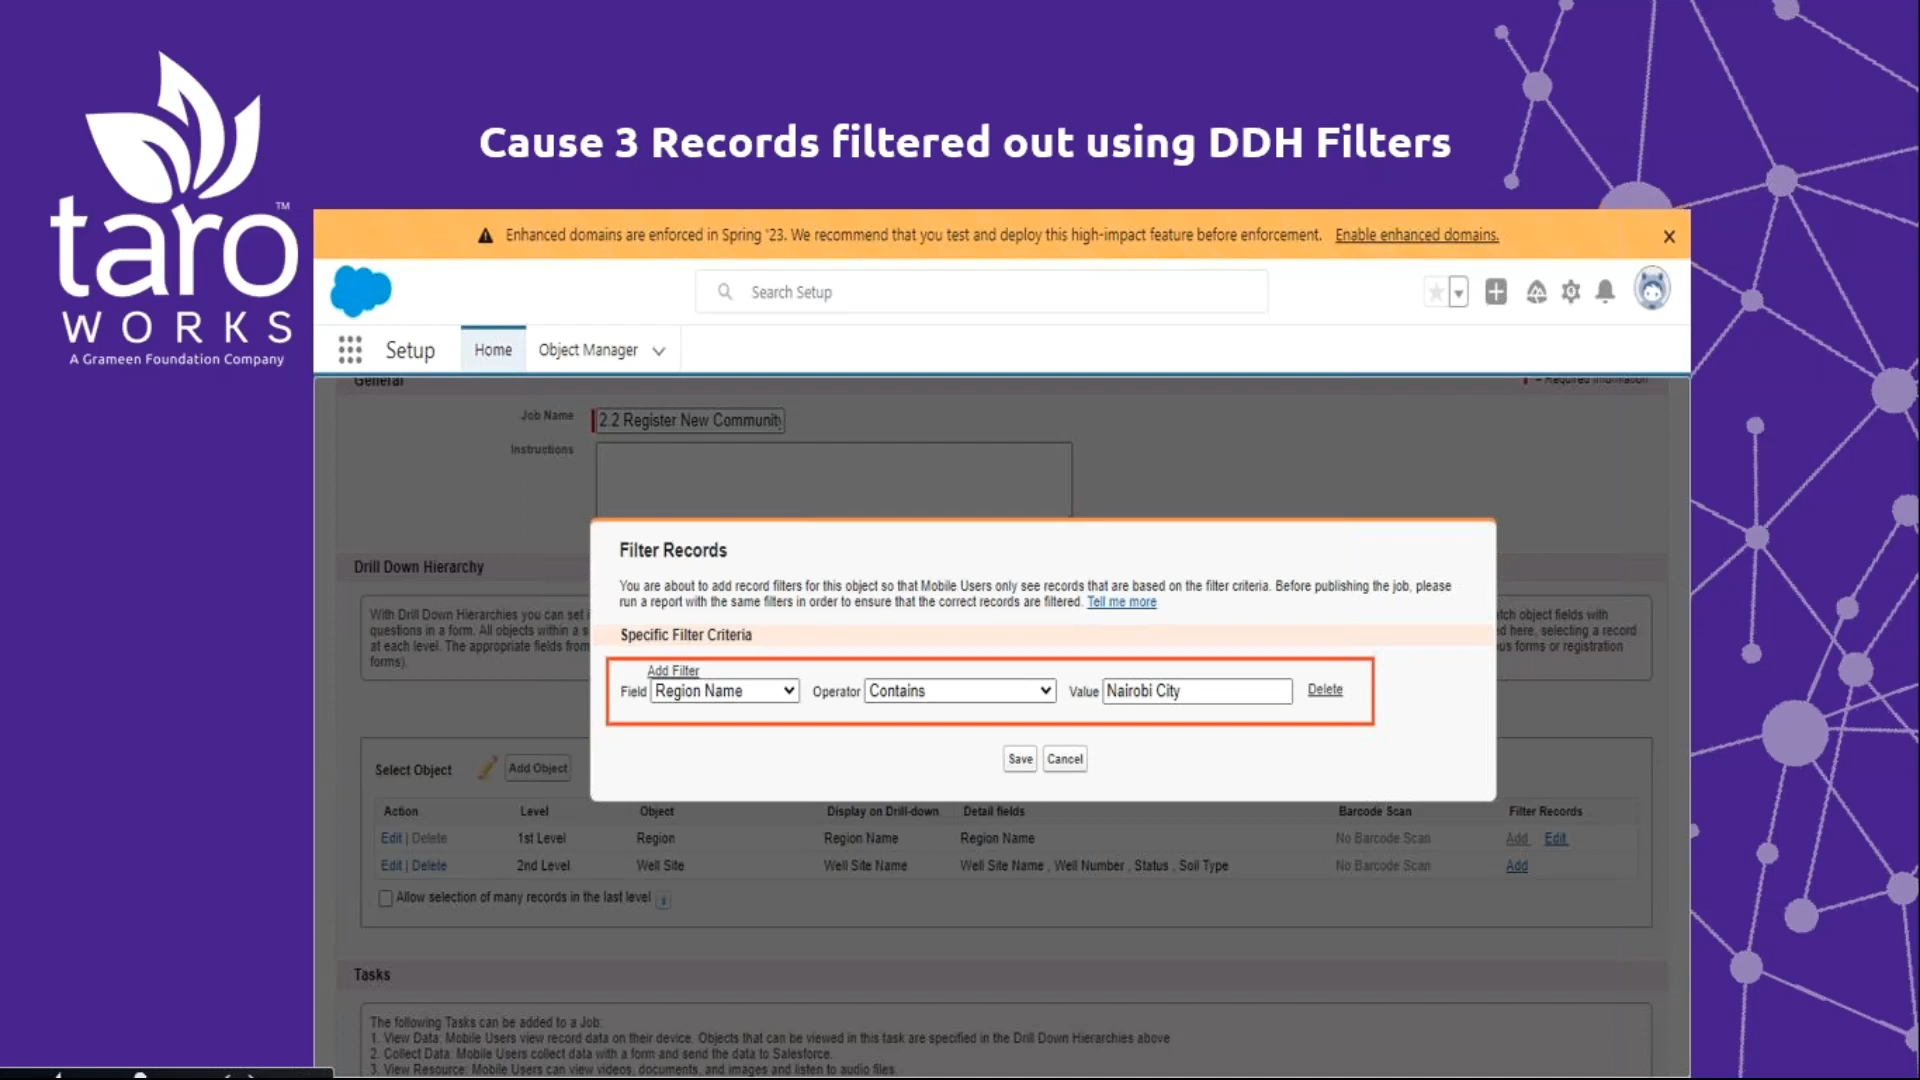 Cause 3 Records filtered out using DDH Filters
taro™
WORKS
A Grameen Foundation Company
Enhanced domains are enforced in Spring '23. We recommend that you test and deploy this high-impact feature before enforcement. Enable enhanced domains.
Search Setup
Setup Home Object Manager
General = Required Information
Job Name 2.2 Register New Community
Instructions
Filter Records
You are about to add record filters for this object so that Mobile Users only see records that are based on the filter criteria. Before publishing the job, please
run a report with the same filters in order to ensure that the correct records are filtered. Tell me more
Specific Filter Criteria
Add Filter
Field Region Name Operator Contains Value Nairobi City Delete
Save Cancel
Drill Down Hierarchy
With Drill Down Hierarchies you can set object fields with
questions in a form. All objects within a d here, selecting a record
at each level. The appropriate fields from us forms or registration
forms).
Select Object Add Object
Action Level Object Display on Drill-down Detail fields Barcode Scan Filter Records
Edit | Delete 1st Level Region Region Name Region Name No Barcode Scan Add Edit
Edit | Delete 2nd Level Well Site Well Site Name Well Site Name , Well Number , Status , Soil Type No Barcode Scan Add
Allow selection of many records in the last level i
Tasks
The following Tasks can be added to a Job:
1. View Data: Mobile Users view record data on their device. Objects that can be viewed in this task are specified in the Drill Down Hierarchies above
2. Collect Data: Mobile Users collect data with a form and send the data to Salesforce.
3. View Resource: Mobile Users can view videos, documents, and images and listen to audio files.